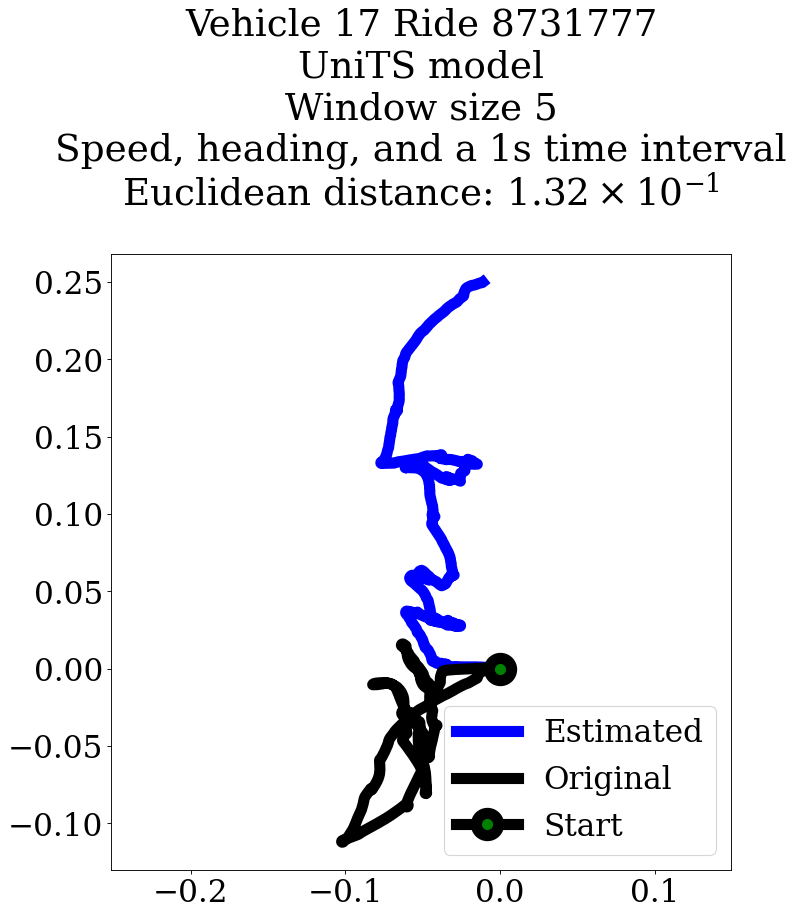 Vehicle 17 Ride 8731777
UniTS model
Window size 5
Speed, heading, and a 1s time interval
Euclidean distance: 1.32 × 10⁻¹
0.25
0.20
0.15
0.10
0.05
0.00
−0.05
−0.10
−0.2
−0.1
0.0
0.1
Estimated
Original
Start